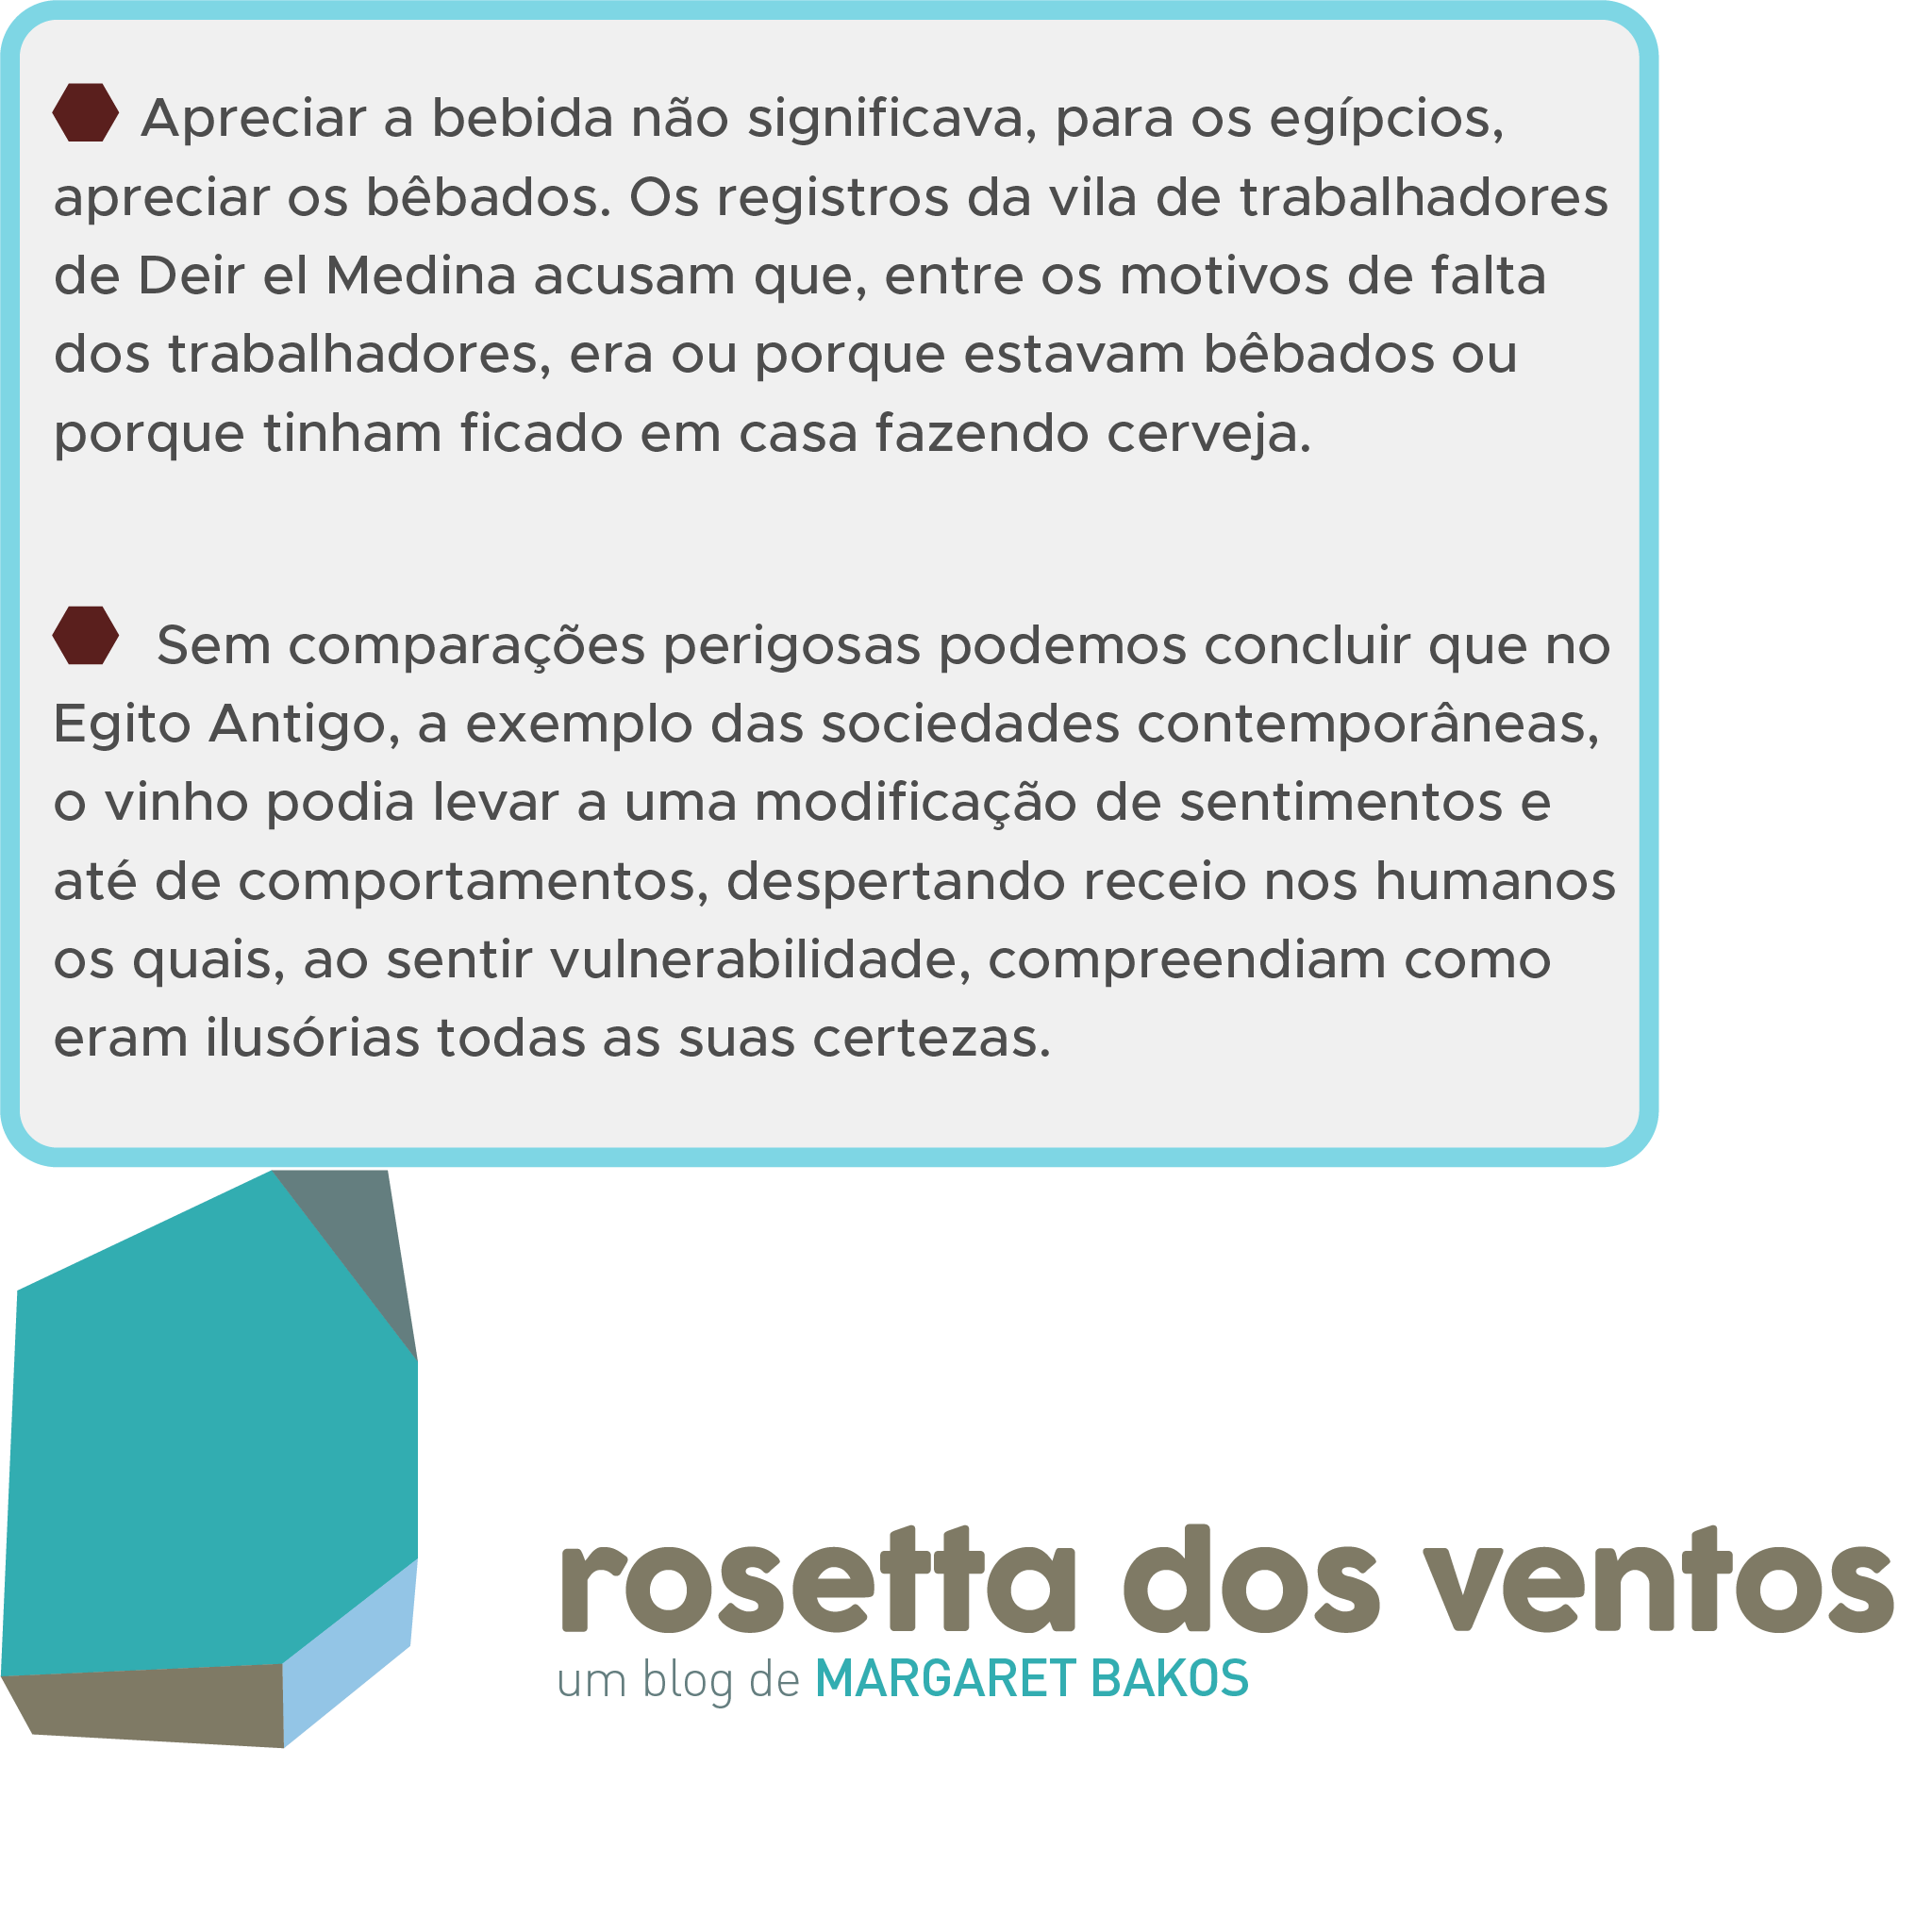 Apreciar a bebida não significava, para os egípcios,
apreciar os bêbados. Os registros da vila de trabalhadores
de Deir el Medina acusam que, entre os motivos de falta
dos trabalhadores, era ou porque estavam bêbados ou
porque tinham ficado em casa fazendo cerveja.
Sem comparações perigosas podemos concluir que no
Egito Antigo, a exemplo das sociedades contemporâneas,
o vinho podia levar a uma modificação de sentimentos e
até de comportamentos, despertando receio nos humanos
os quais, ao sentir vulnerabilidade, compreendiam como
eram ilusórias todas as suas certezas.
rosetta dos ventos
um blog de MARGARET BAKOS